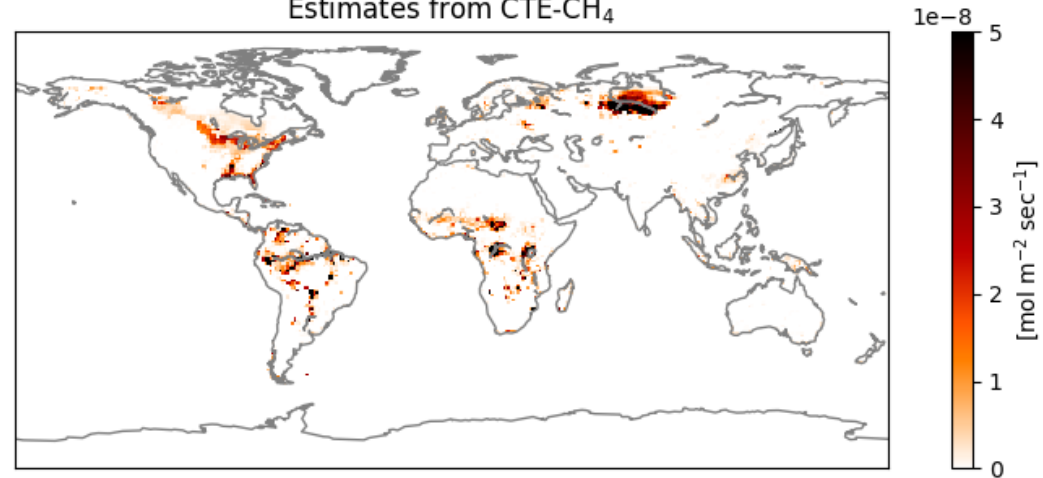 Estimates from CTE-CH₄
1e−8
5
4
3
2
1
0
[mol m⁻² sec⁻¹]